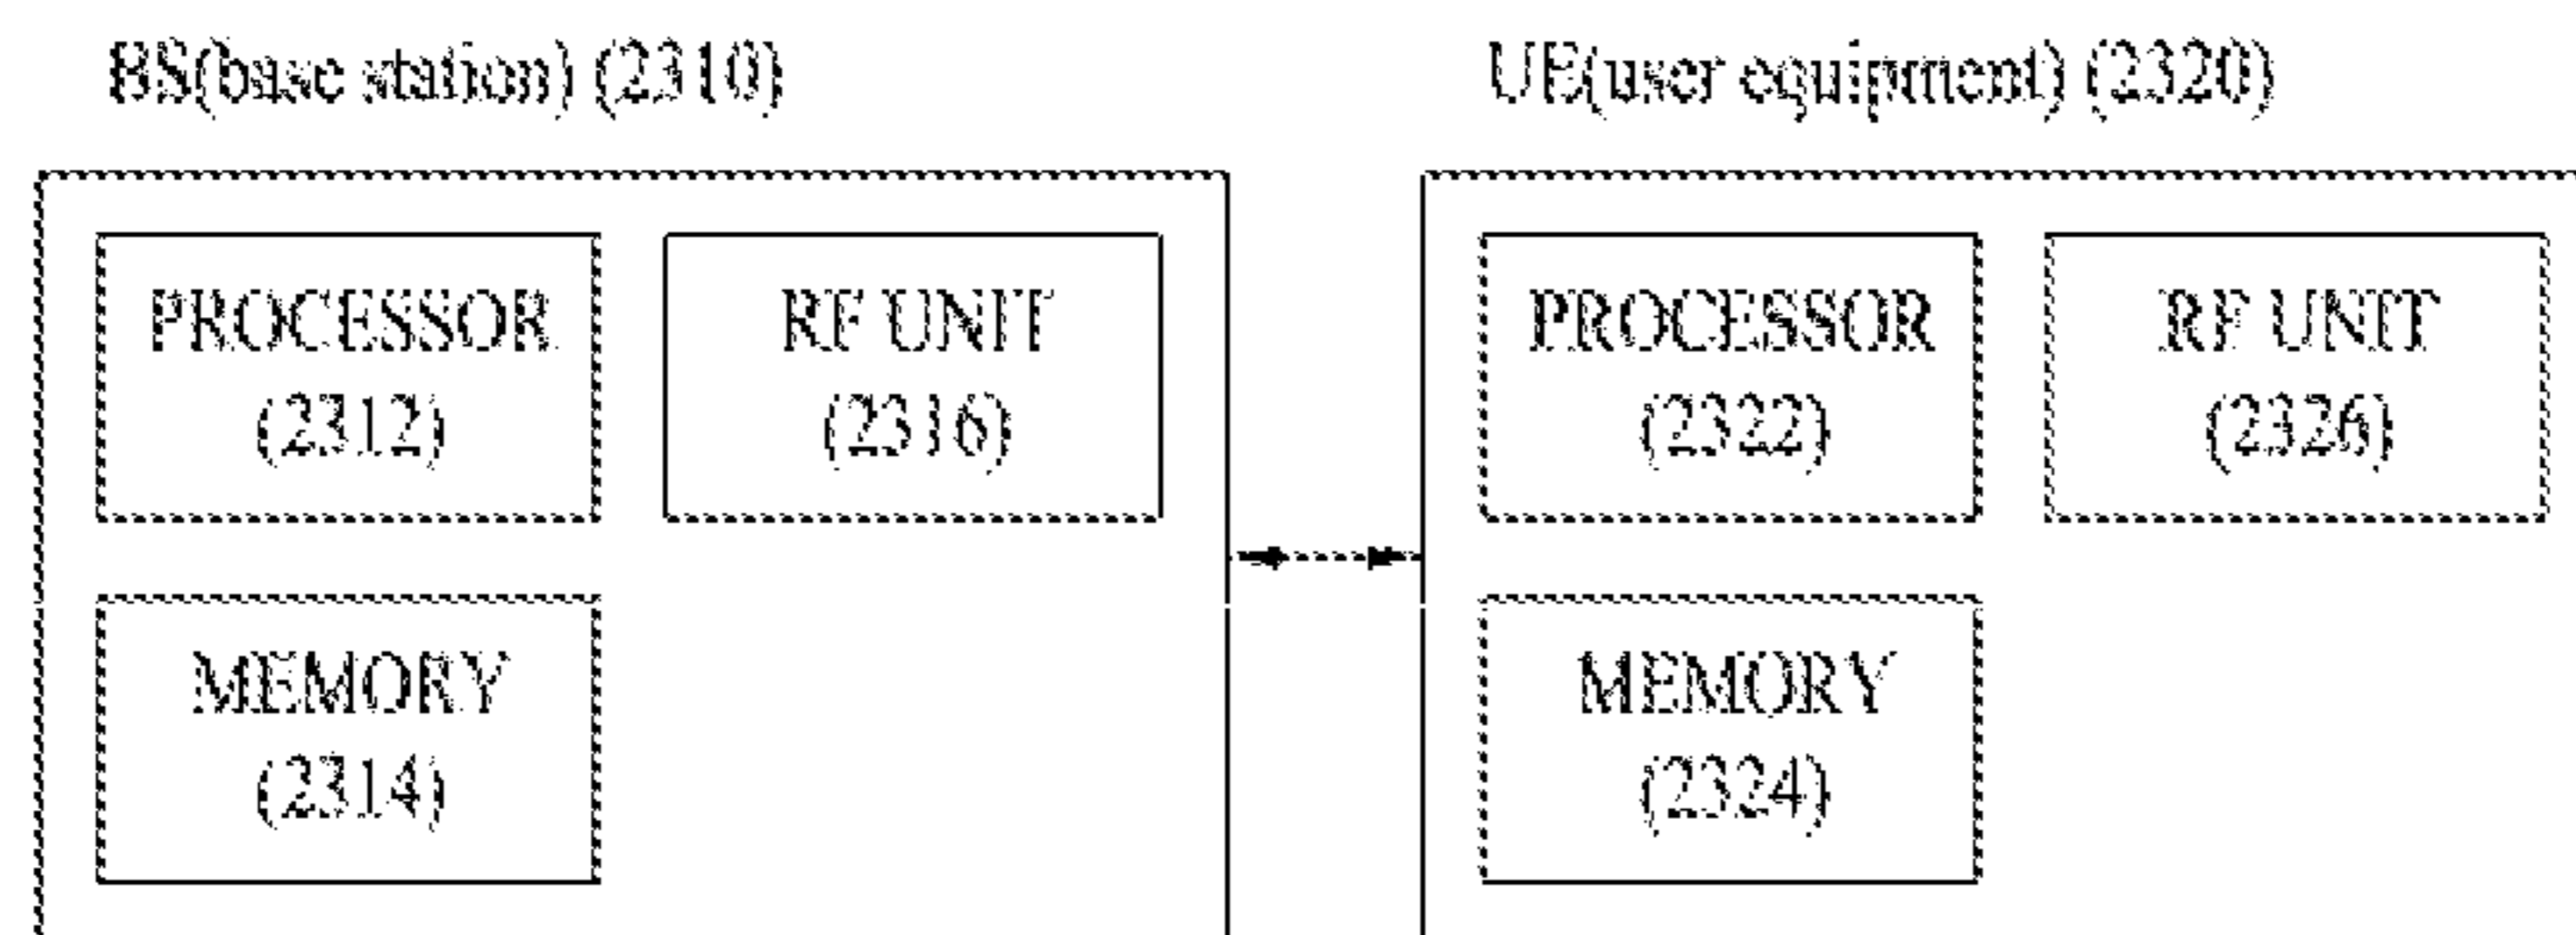 BS(base station) (2310)
UE(user equipment) (2320)
PROCESSOR
(2312)
RF UNIT
(2316)
PROCESSOR
(2322)
RF UNIT
(2326)
MEMORY
(2314)
MEMORY
(2324)